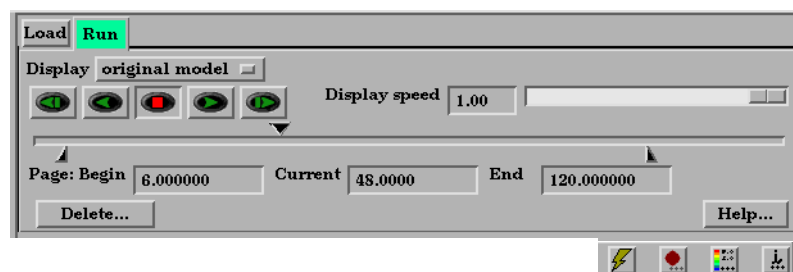 Load Run
Display original model
Display speed 1.00
Page: Begin 6.000000 Current 48.0000 End 120.000000
Delete... Help...